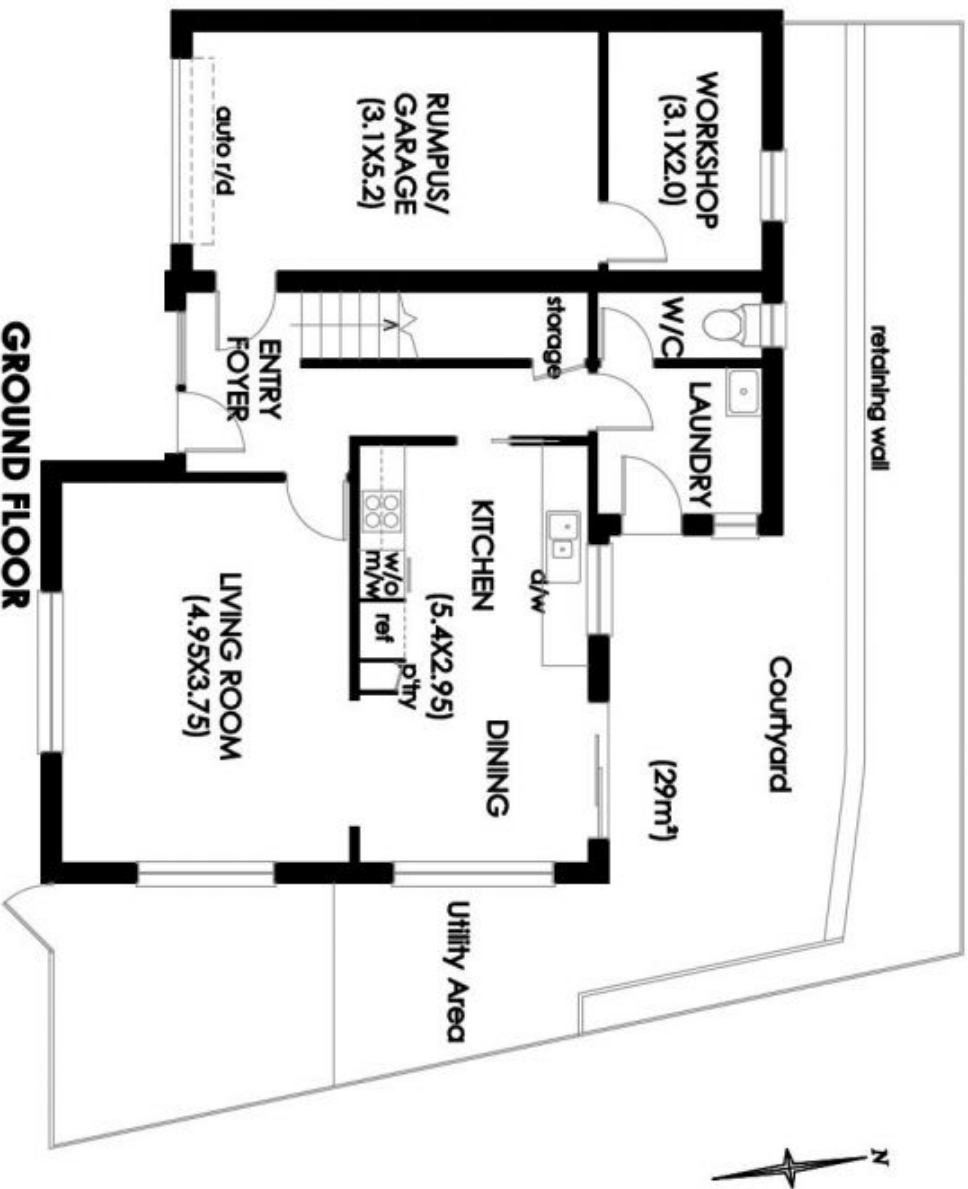 WORKSHOP
(3.1X2.0)
RUMPUS/
GARAGE
(3.1X5.2)
auto r/d
retaining wall
W/C
storage
LAUNDRY
ENTRY
FOYER
<
Courtyard
(29m²)
KITCHEN
d/w
(5.4X2.95)
DINING
w/o
m/w
ref
p'try
LIVING ROOM
(4.95X3.75)
Utility Area
GROUND FLOOR
N